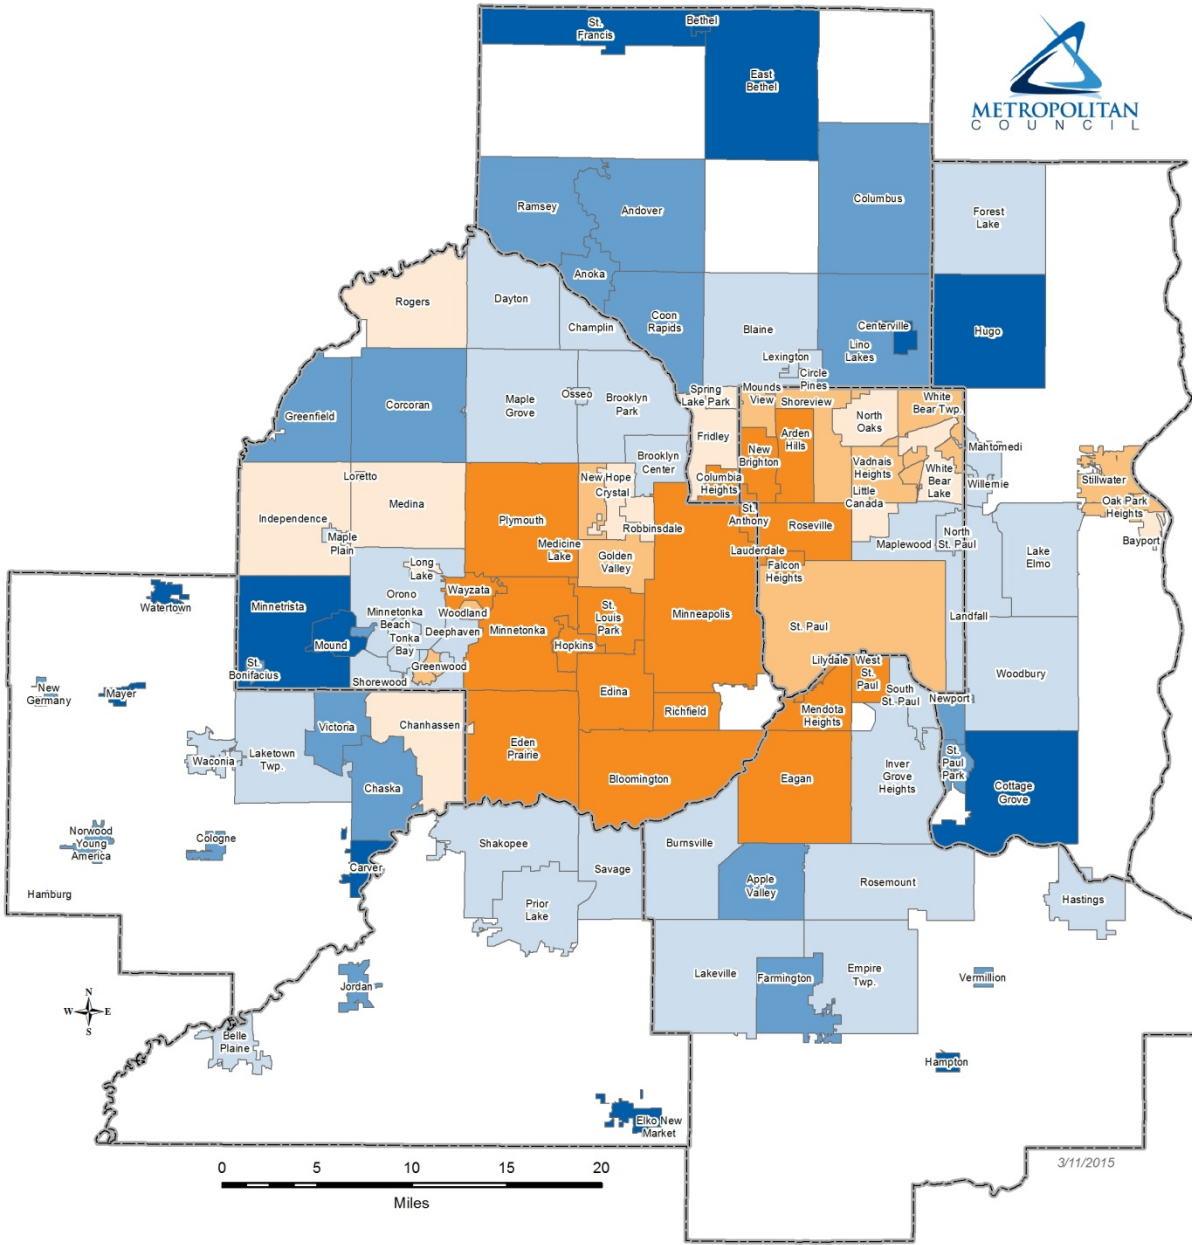 St.
Francis
Bethel
East
Bethel
METROPOLITAN
COUNCIL
Ramsey
Andover
Columbus
Forest
Lake
Anoka
Rogers
Dayton
Champlin
Coon
Rapids
Blaine
Centerville
Lino
Lakes
Hugo
Lexington
Circle
Pines
Greenfield
Corcoran
Maple
Grove
Osseo
Brooklyn
Park
Spring
Lake Park
Mounds
View
Shoreview
White
Bear Twp.
North
Oaks
Fridley
Arden
Hills
New
Brighton
Brooklyn
Center
Mahtomedi
Vadnais
Heights
White
Bear
Lake
Willernie
Stillwater
Oak Park
Heights
Bayport
Loretto
Medina
Independence
Maple
Plain
New Hope
Crystal
Robbinsdale
Columbia
Heights
Little
Canada
St.
Anthony
Roseville
Plymouth
Medicine
Lake
Golden
Valley
Lauderdale
Falcon
Heights
Maplewood
North
St. Paul
Lake
Elmo
Long
Lake
Wayzata
Woodland
Orono
Minnetonka
Beach
Tonka
Bay
Deephaven
Greenwood
Shorewood
Minnetrista
Mound
St.
Bonifacius
Watertown
Minnetonka
Hopkins
St.
Louis
Park
Minneapolis
St. Paul
Landfall
Woodbury
New
Germany
Mayer
Edina
Richfield
Lilydale
West
St.
Paul
South
St. Paul
Mendota
Heights
Newport
Victoria
Chanhassen
Waconia
Laketown
Twp.
Chaska
Eden
Prairie
Bloomington
Eagan
Inver
Grove
Heights
St.
Paul
Park
Cottage
Grove
Norwood
Young
America
Cologne
Carver
Hamburg
Shakopee
Savage
Prior
Lake
Burnsville
Apple
Valley
Rosemount
Hastings
Jordan
Lakeville
Farmington
Empire
Twp.
Vermillion
N
W
E
S
Belle
Plaine
Hampton
Elko New
Market
3/11/2015
0 5 10 15 20
Miles